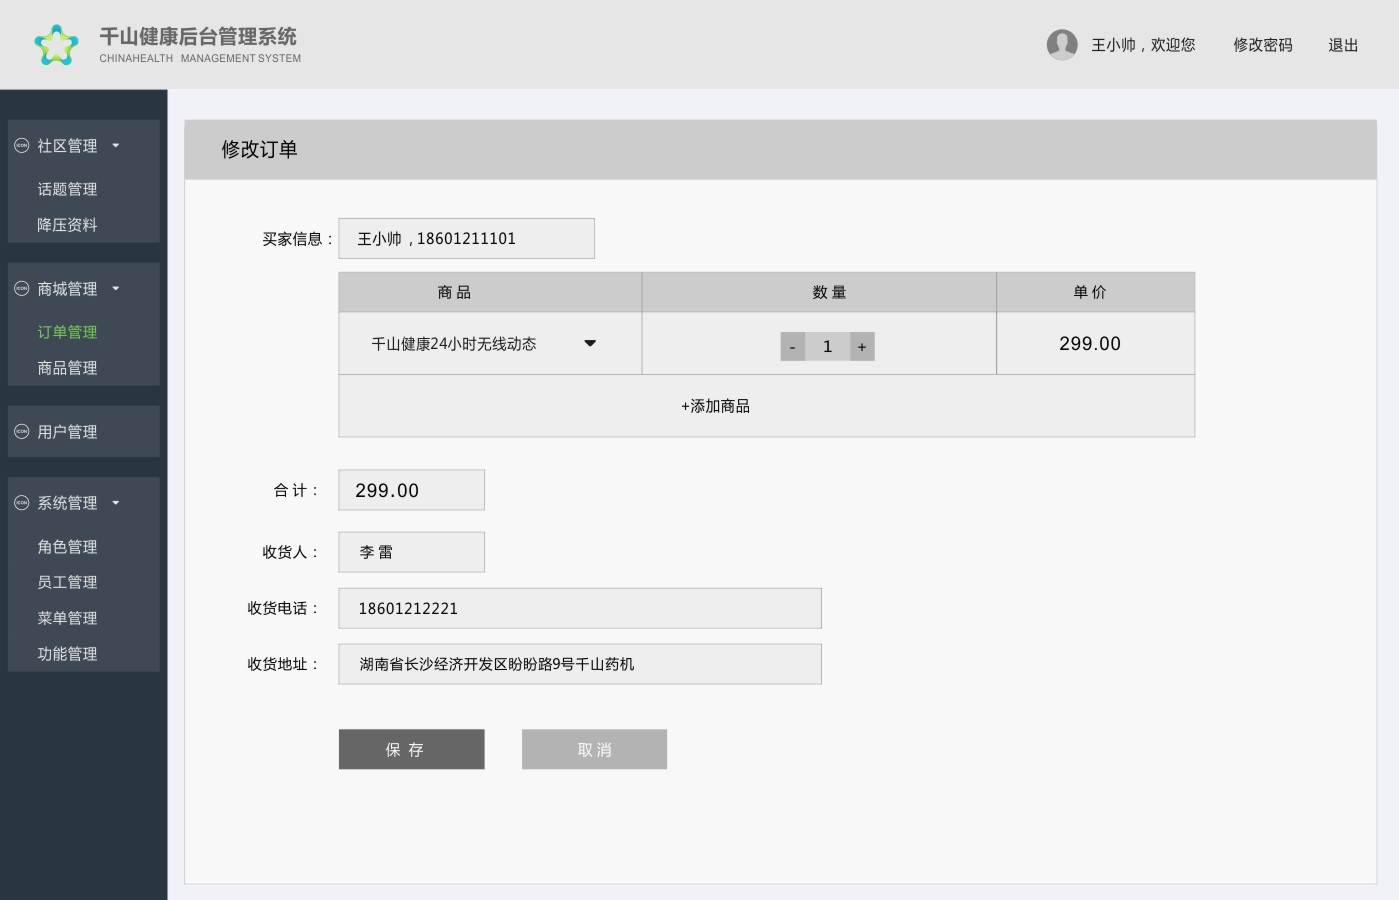 千山健康后台管理系统
CHINAHEALTH MANAGEMENT SYSTEM
王小帅，欢迎您 修改密码 退出
社区管理
话题管理
降压资料
商城管理
订单管理
商品管理
用户管理
系统管理
角色管理
员工管理
菜单管理
功能管理
修改订单
买家信息： 王小帅 , 18601211101
商 品 数 量 单 价
千山健康24小时无线动态 - 1 + 299.00
+添加商品
合 计： 299.00
收货人： 李 雷
收货电话： 18601212221
收货地址： 湖南省长沙经济开发区盼盼路9号千山药机
保 存 取 消